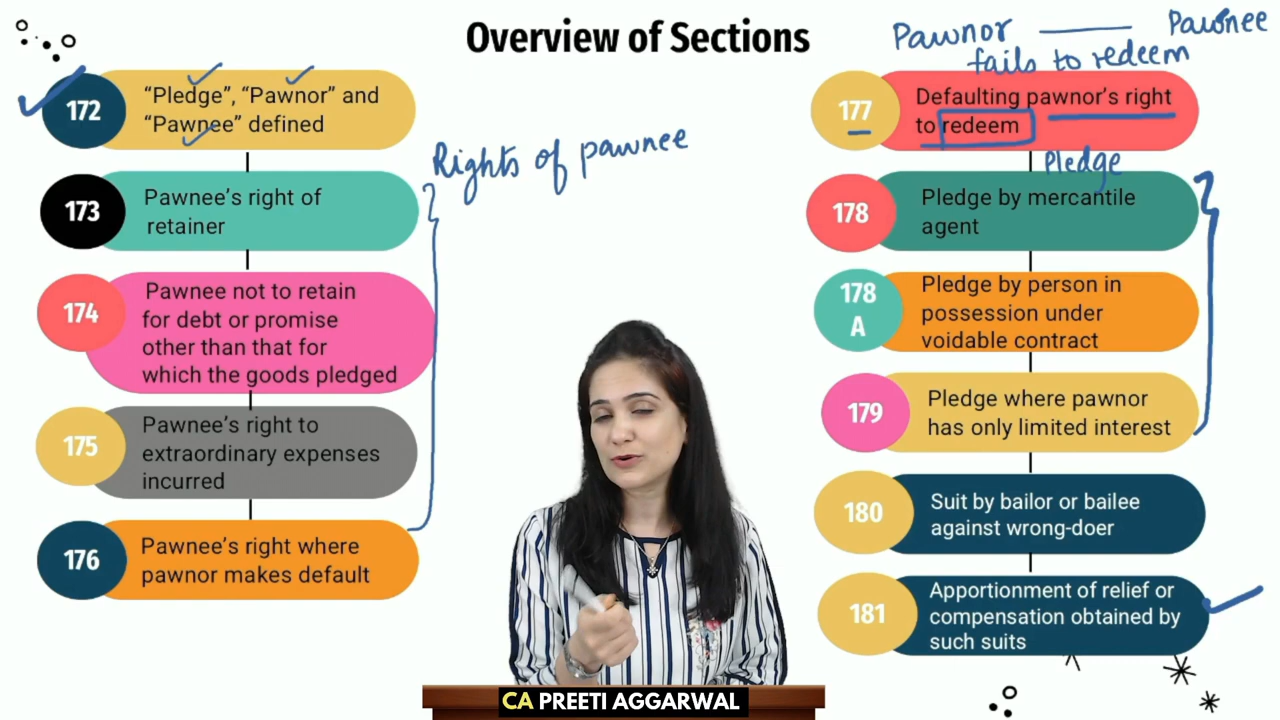 Overview of Sections
172
“Pledge”, “Pawnor” and
“Pawnee” defined
Rights of pawnee
173
Pawnee’s right of
retainer
174
Pawnee not to retain
for debt or promise
other than that for
which the goods pledged
175
Pawnee’s right to
extraordinary expenses
incurred
176
Pawnee’s right where
pawnor makes default
Pawnor —— Pawnee
fails to redeem
177
Defaulting pawnor’s right
to redeem
Pledge
178
Pledge by mercantile
agent
178
A
Pledge by person in
possession under
voidable contract
179
Pledge where pawnor
has only limited interest
180
Suit by bailor or bailee
against wrong-doer
181
Apportionment of relief or
compensation obtained by
such suits
CA PREETI AGGARWAL